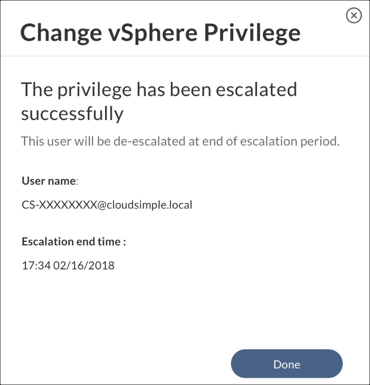 Change vSphere Privilege
The privilege has been escalated
successfully
This user will be de-escalated at end of escalation period.
User name:
CS-XXXXXXXX@cloudsimple.local
Escalation end time :
17:34 02/16/2018
Done